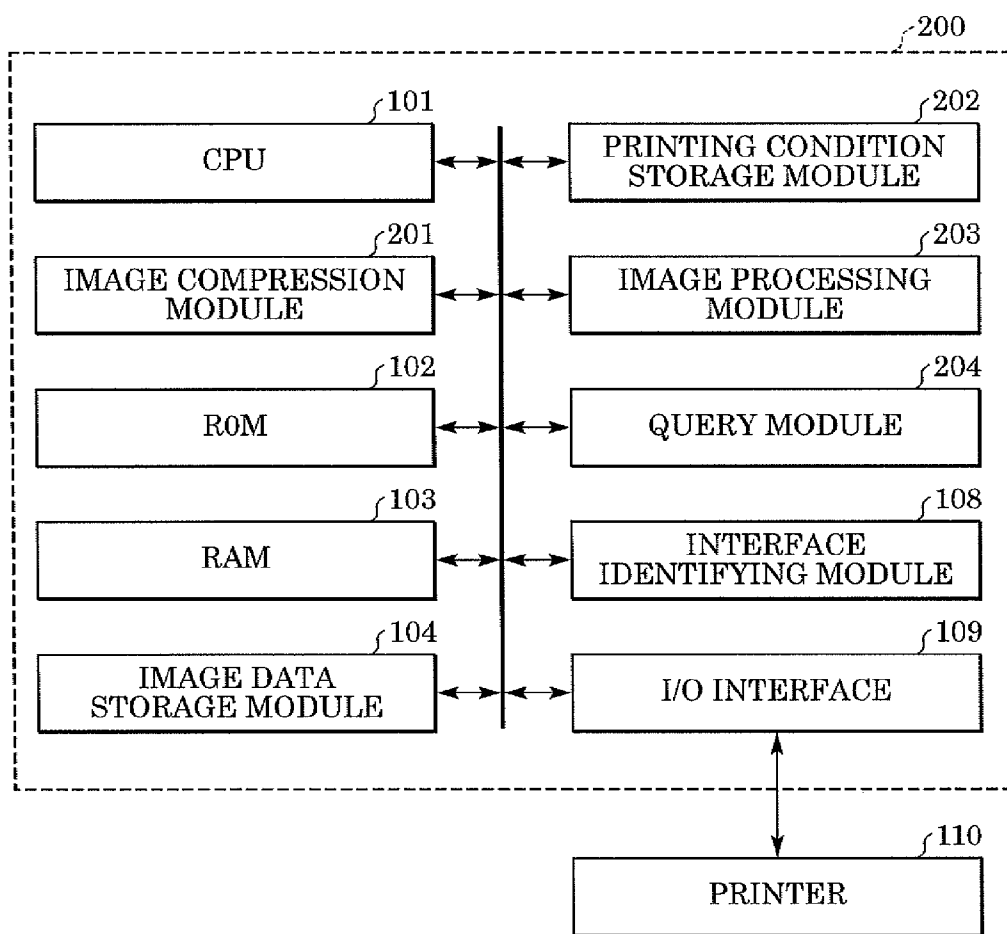 200
101
CPU
202
PRINTING CONDITION
STORAGE MODULE
201
IMAGE COMPRESSION
MODULE
203
IMAGE PROCESSING
MODULE
102
R0M
204
QUERY MODULE
103
RAM
108
INTERFACE
IDENTIFYING MODULE
104
IMAGE DATA
STORAGE MODULE
109
I/O INTERFACE
110
PRINTER